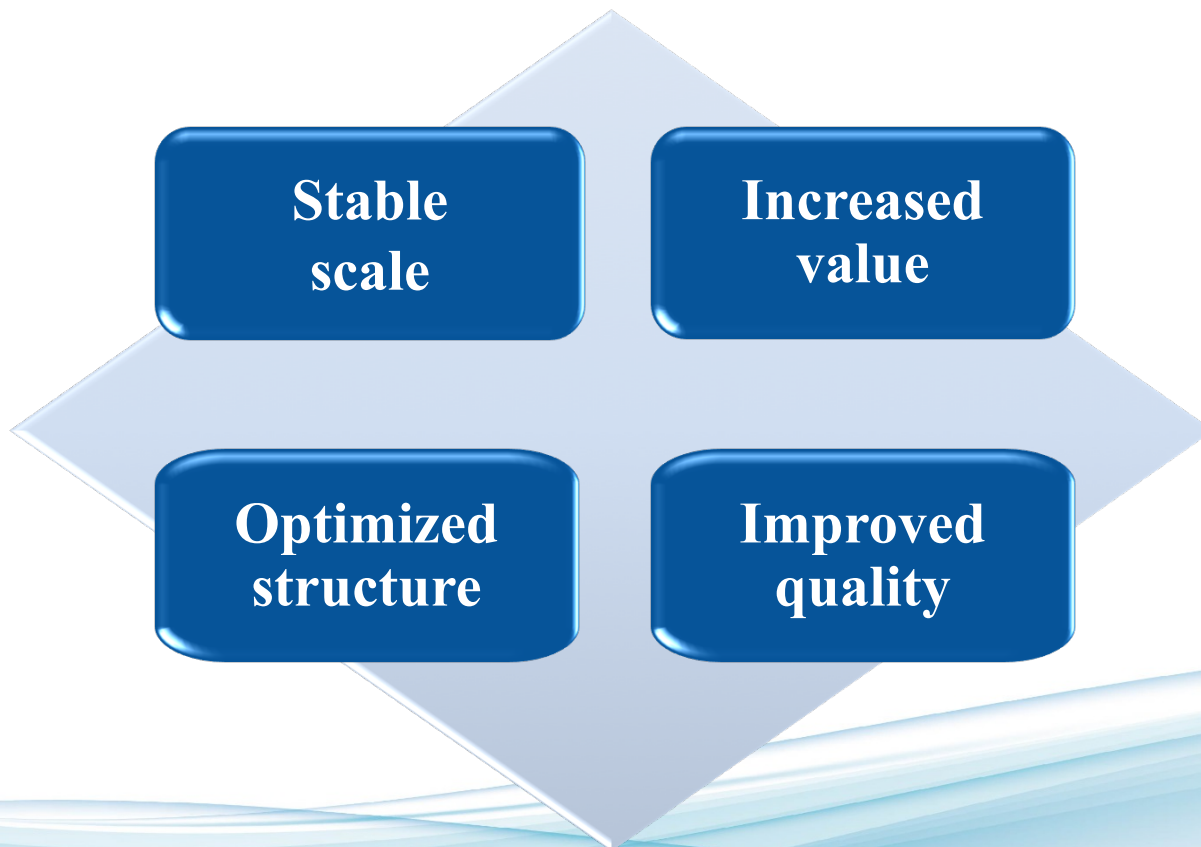 Stable
scale
Increased
value
Optimized
structure
Improved
quality